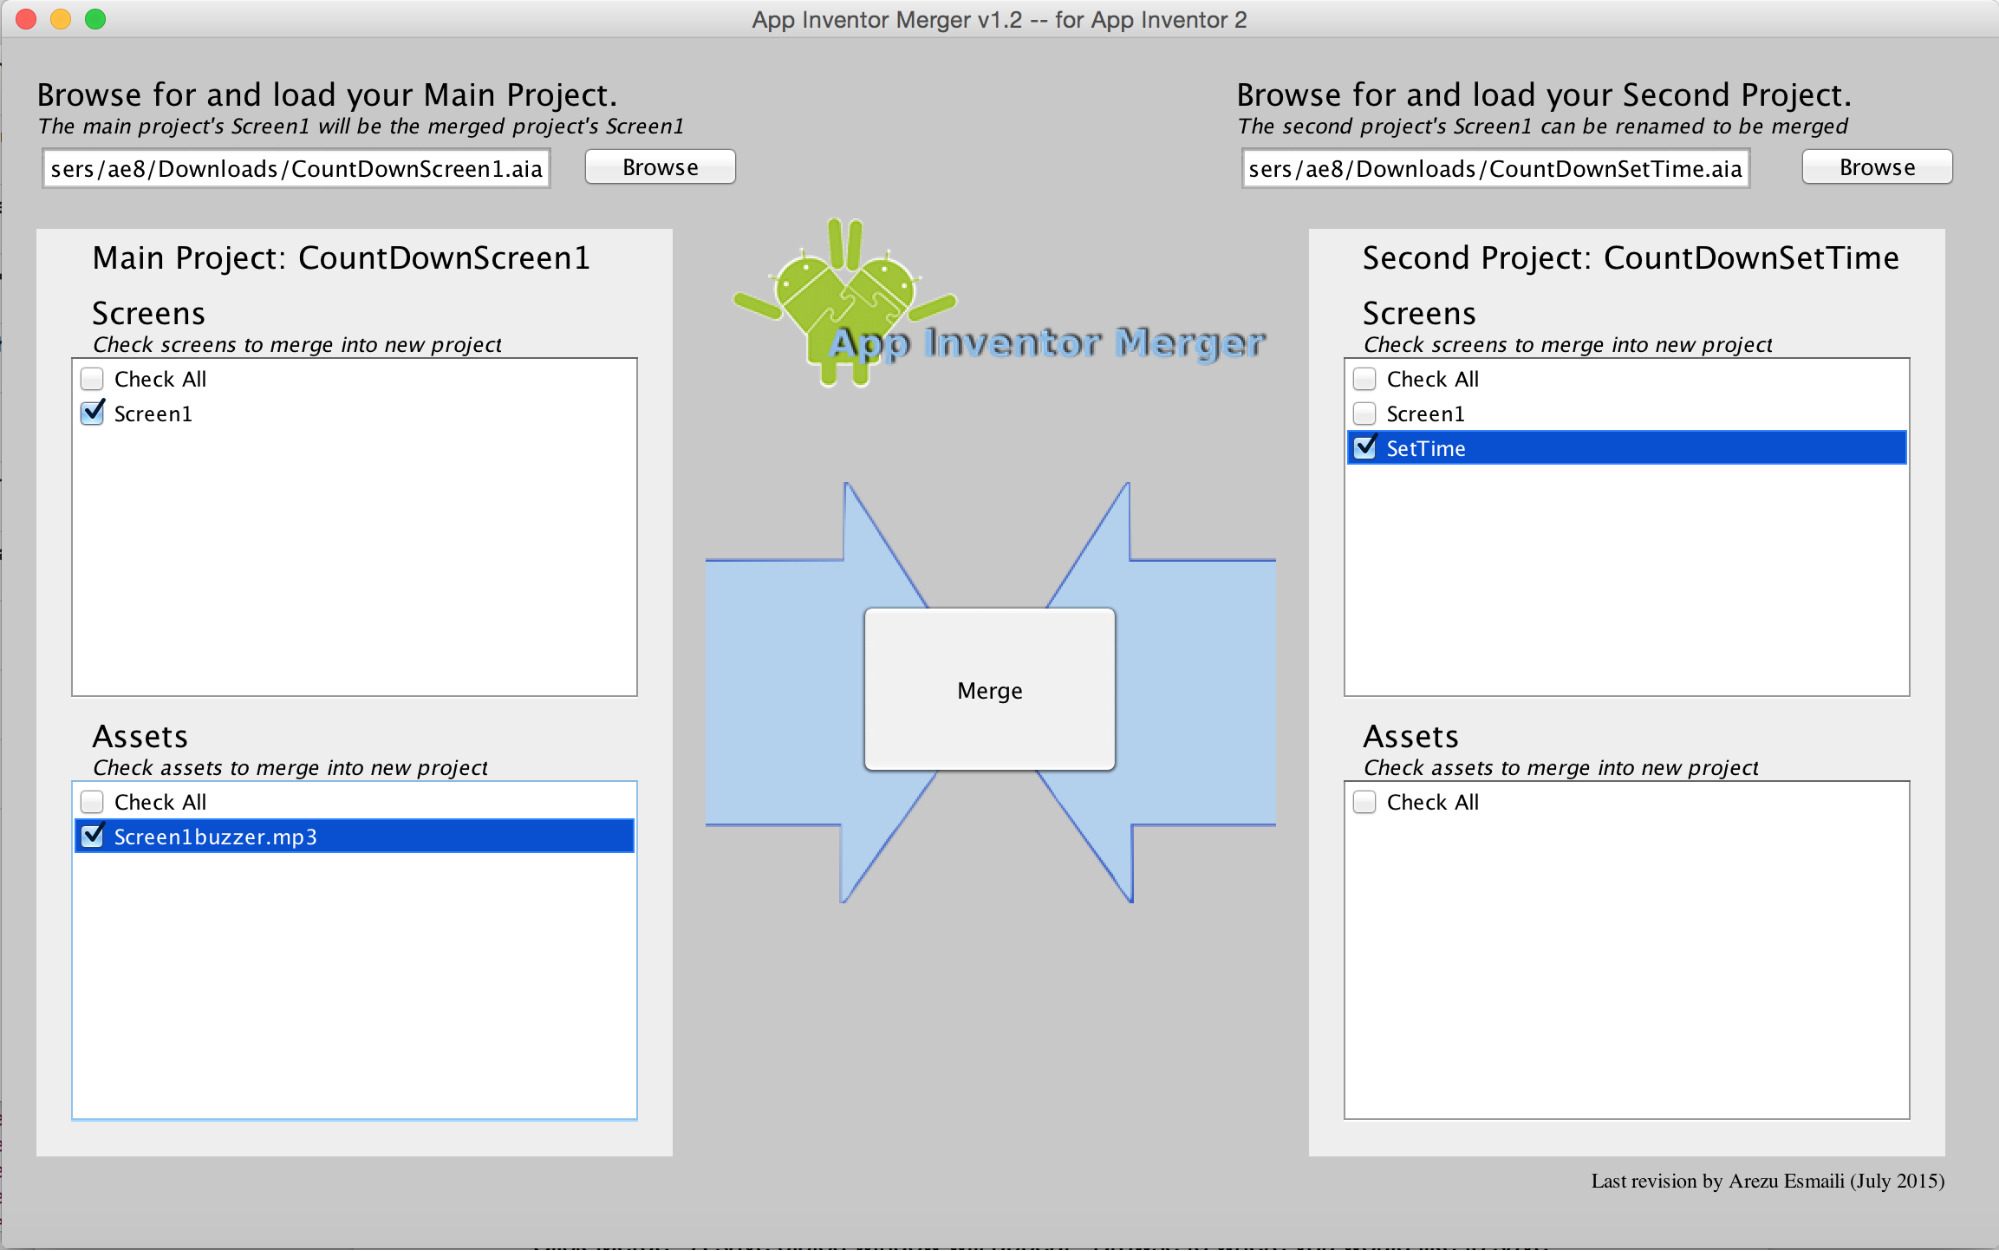 App Inventor Merger v1.2 -- for App Inventor 2
Browse for and load your Main Project.
The main project's Screen1 will be the merged project's Screen1
sers/ae8/Downloads/CountDownScreen1.aia
Browse
Browse for and load your Second Project.
The second project's Screen1 can be renamed to be merged
sers/ae8/Downloads/CountDownSetTime.aia
Browse
Main Project: CountDownScreen1
Screens
Check screens to merge into new project
Check All
Screen1
Assets
Check assets to merge into new project
Check All
Screen1buzzer.mp3
App Inventor Merger
Merge
Second Project: CountDownSetTime
Screens
Check screens to merge into new project
Check All
Screen1
SetTime
Assets
Check assets to merge into new project
Check All
Last revision by Arezu Esmaili (July 2015)